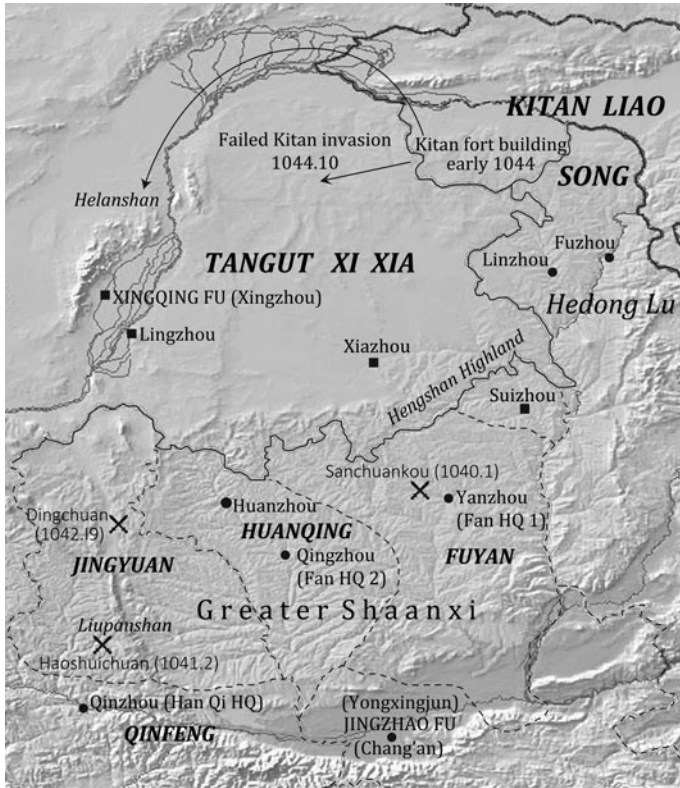 KITAN LIAO
Failed Kitan invasion
1044.10
Kitan fort building
early 1044
SONG
Helanshan
Fuzhou
TANGUT XI XIA
Linzhou
XINGQING FU (Xingzhou)
Hedong Lu
Lingzhou
Xiazhou
Hengshan Highland
Suizhou
Sanchuankou (1040.1)
Yanzhou
(Fan HQ 1)
Huanzhou
Dingchuan
(1042.I9)
HUANQING
Qingzhou
(Fan HQ 2)
FUYAN
JINGYUAN
Greater Shaanxi
Liupanshan
Haoshuichuan (1041.2)
Qinzhou (Han Qi HQ)
(Yongxingjun)
JINGZHAO FU
(Chang'an)
QINFENG